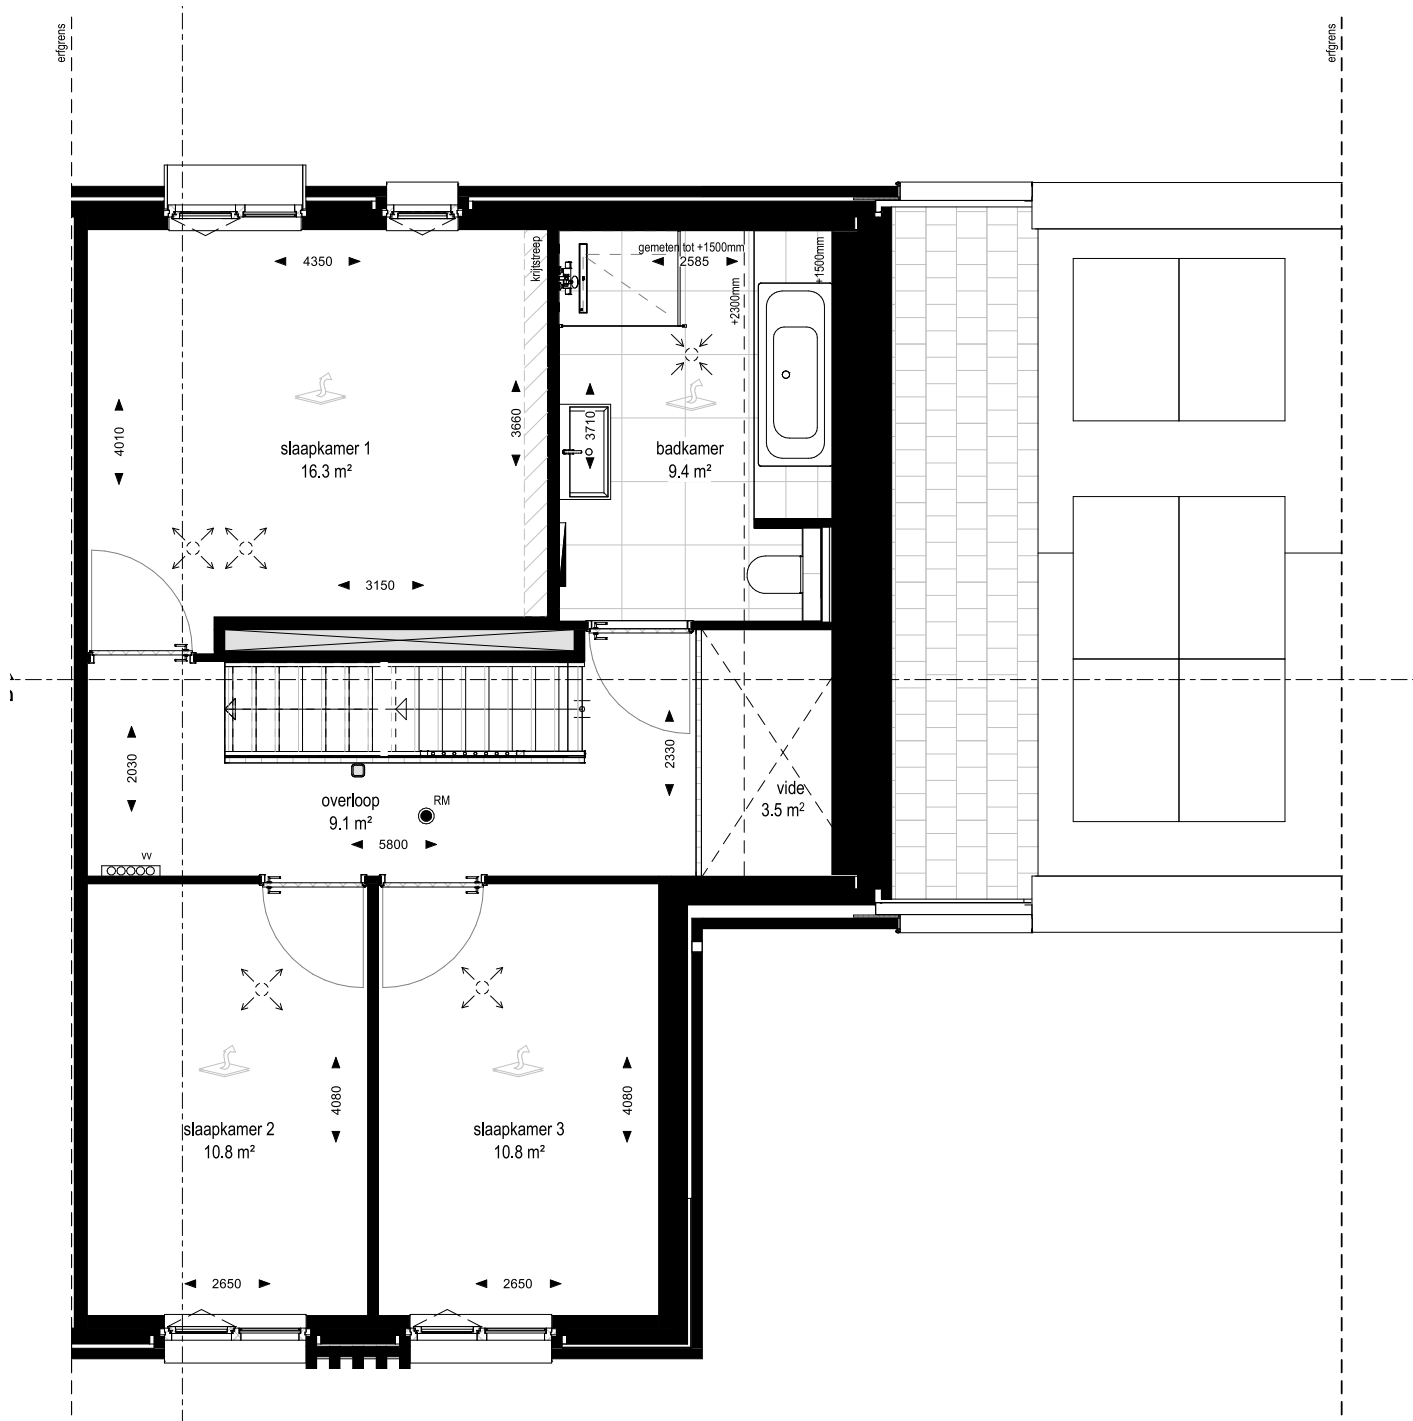 erfgrens
erfgrens
krijtstreep
gemeten tot +1500mm
2585
+1500mm
+2300mm
4350
4010
3660
3710
slaapkamer 1
16.3 m²
badkamer
9.4 m²
3150
2030
2330
overloop
9.1 m²
RM
vide
3.5 m²
5800
vv
4080
4080
slaapkamer 2
10.8 m²
slaapkamer 3
10.8 m²
2650
2650